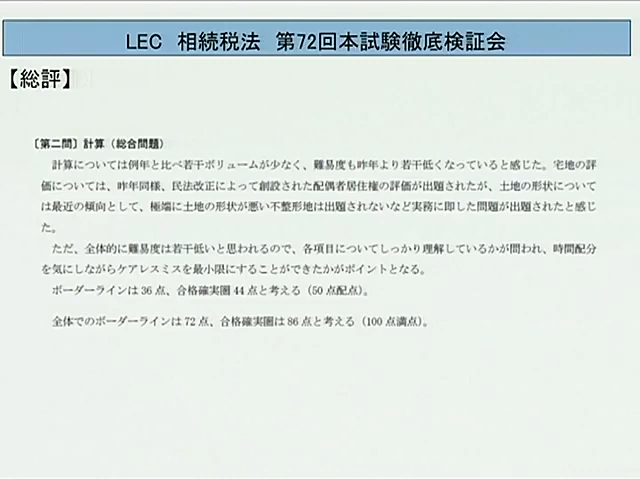 LEC 相続税法 第72回本試験徹底検証会
【総評】
〔第二問〕計算（総合問題）
計算については例年と比べ若干ボリュームが少なく、難易度も昨年より若干低くなっていると感じた。宅地の評
価については、昨年同様、民法改正によって創設された配偶者居住権の評価が出題されたが、土地の形状について
は最近の傾向として、極端に土地の形状が悪い不整形地は出題されないなど実務に即した問題が出題されたと感じ
た。
ただ、全体的に難易度は若干低いと思われるので、各項目についてしっかり理解しているかが問われ、時間配分
を気にしながらケアレスミスを最小限にすることができたかがポイントとなる。
ボーダーラインは 36 点、合格確実圏 44 点と考える（50 点配点）。
全体でのボーダーラインは 72 点、合格確実圏は 86 点と考える（100 点満点）。